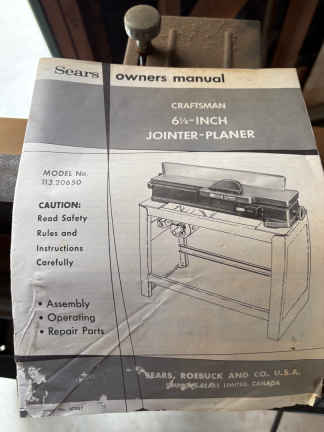 Sears owners manual
CRAFTSMAN
6⅛-INCH
JOINTER-PLANER
MODEL No.
113.20650
CAUTION:
Read Safety
Rules and
Instructions
Carefully
• Assembly
• Operating
• Repair Parts
SEARS, ROEBUCK AND CO. U.S.A.
LIMITED, CANADA